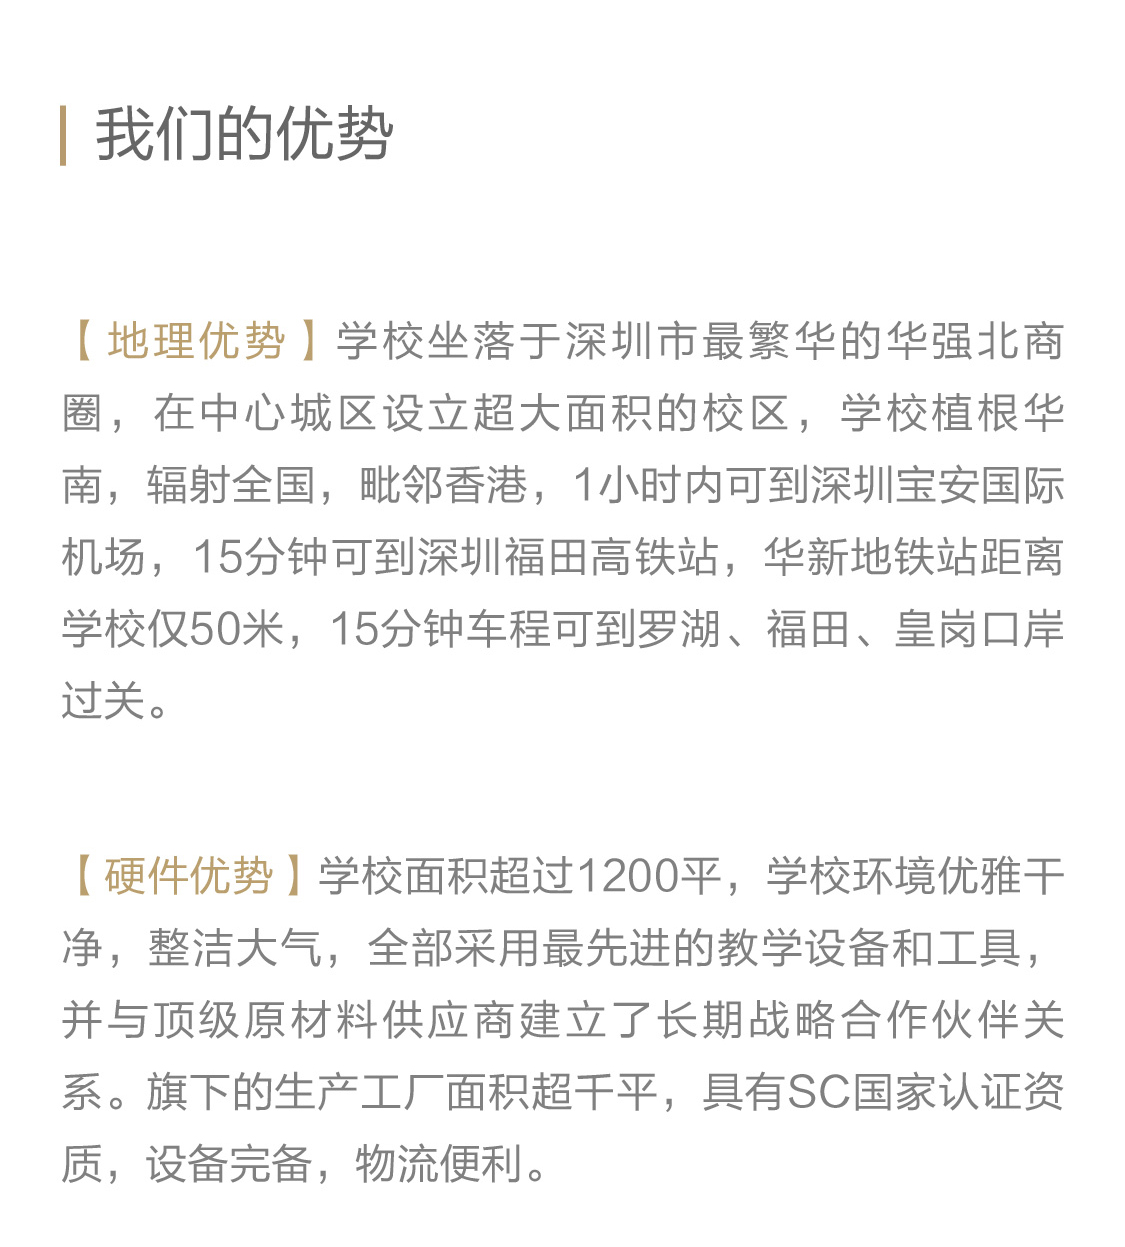 我们的优势
【地理优势】学校坐落于深圳市最繁华的华强北商
圈，在中心城区设立超大面积的校区，学校植根华
南，辐射全国，毗邻香港，1小时内可到深圳宝安国际
机场，15分钟可到深圳福田高铁站，华新地铁站距离
学校仅50米，15分钟车程可到罗湖、福田、皇岗口岸
过关。
【硬件优势】学校面积超过1200平，学校环境优雅干
净，整洁大气，全部采用最先进的教学设备和工具，
并与顶级原材料供应商建立了长期战略合作伙伴关
系。旗下的生产工厂面积超千平，具有SC国家认证资
质，设备完备，物流便利。